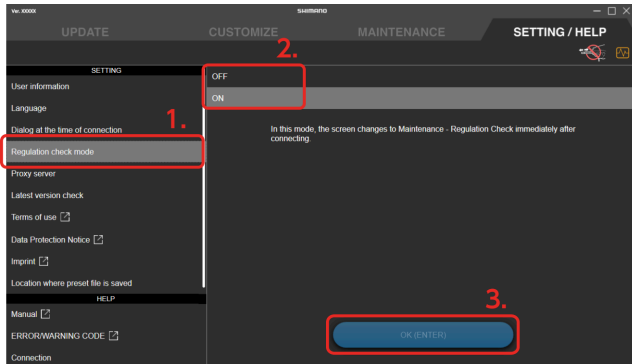 Ver. XXXXX
SHIMANO
UPDATE
CUSTOMIZE
MAINTENANCE
SETTING / HELP
2.
SETTING
User information
Language
Dialog at the time of connection
1.
Regulation check mode
Proxy server
Latest version check
Terms of use
Data Protection Notice
Imprint
Location where preset file is saved
HELP
Manual
ERROR/WARNING CODE
Connection
OFF
ON
In this mode, the screen changes to Maintenance - Regulation Check immediately after
connecting.
3.
OK (ENTER)